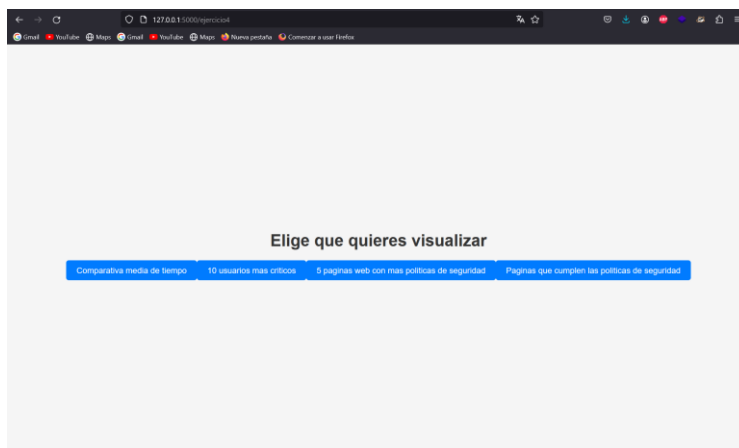 127.0.0.1:5000/ejercicio4
Gmail YouTube Maps Gmail YouTube Maps Nueva pestaña Comenzar a usar Firefox
Elige que quieres visualizar
Comparativa media de tiempo 10 usuarios mas criticos 5 paginas web con mas politicas de seguridad Paginas que cumplen las politicas de seguridad